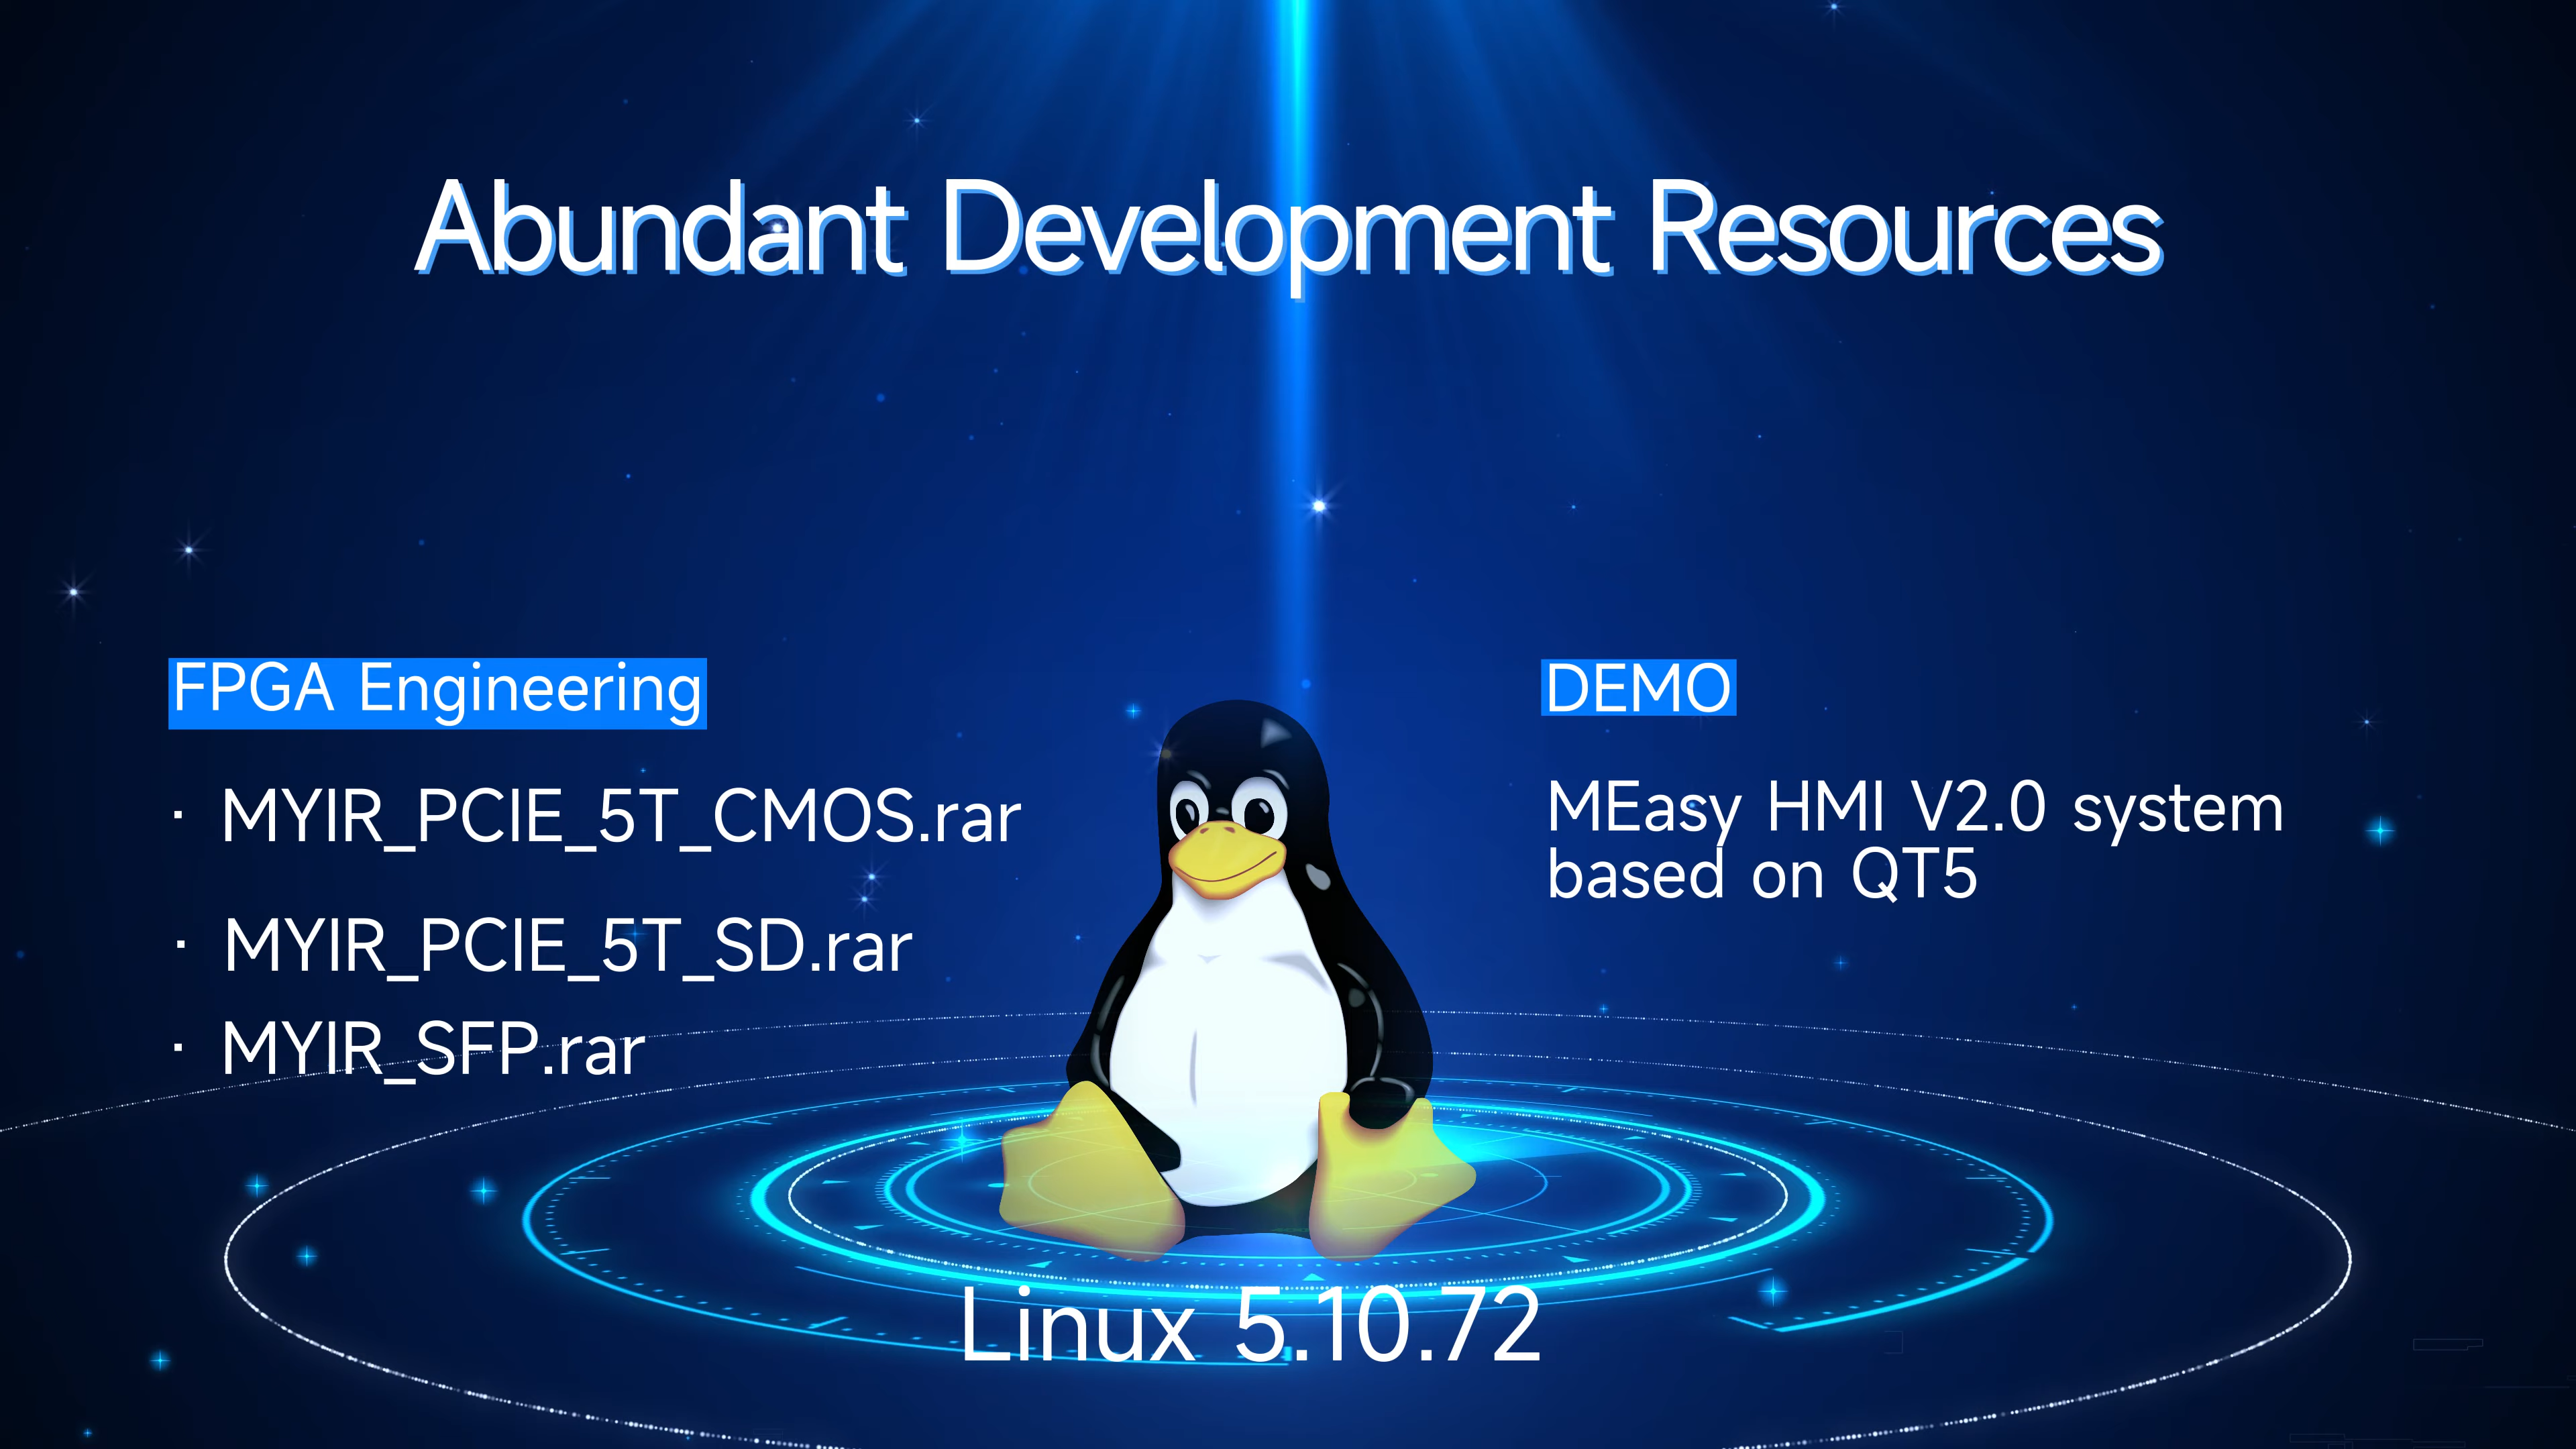 Abundant Development Resources
FPGA Engineering
· MYIR_PCIE_5T_CMOS.rar
· MYIR_PCIE_5T_SD.rar
· MYIR_SFP.rar
DEMO
MEasy HMI V2.0 system
based on QT5
Linux 5.10.72